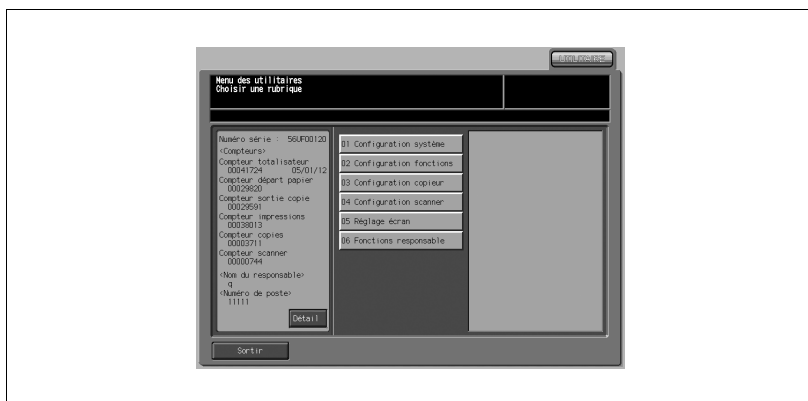 UTILITAIRE
Menu des utilitaires
Choisir une rubrique
Numéro série : 56UF00120
<Compteurs>
Compteur totalisateur
00041724 05/01/12
Compteur départ papier
00029820
Compteur sortie copie
00029591
Compteur impressions
00038013
Compteur copies
00003711
Compteur scanner
00000744
<Nom du responsable>
q
<Numéro de poste>
11111
Détail
01 Configuration système
02 Configuration fonctions
03 Configuration copieur
04 Configuration scanner
05 Réglage écran
06 Fonctions responsable
Sortir